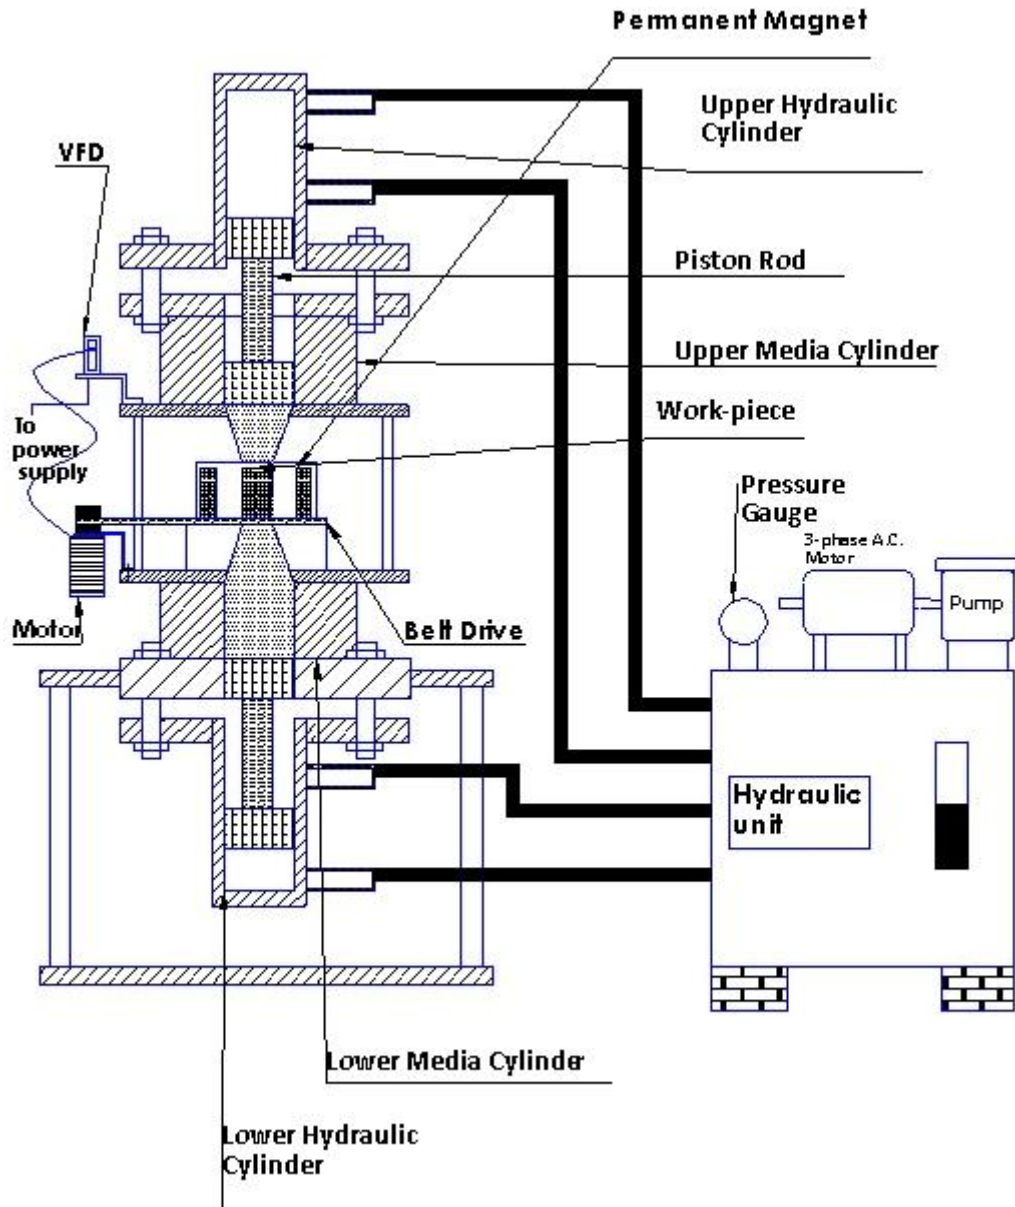 Permanent Magnet
Upper Hydraulic
Cylinder
VFD
Piston Rod
Upper Media Cylinder
Work-piece
To
power
supply
Pressure
Gauge
3-phase A.C.
Motor
Pump
Motor
Belt Drive
Hydraulic
unit
Lower Media Cylinder
Lower Hydraulic
Cylinder